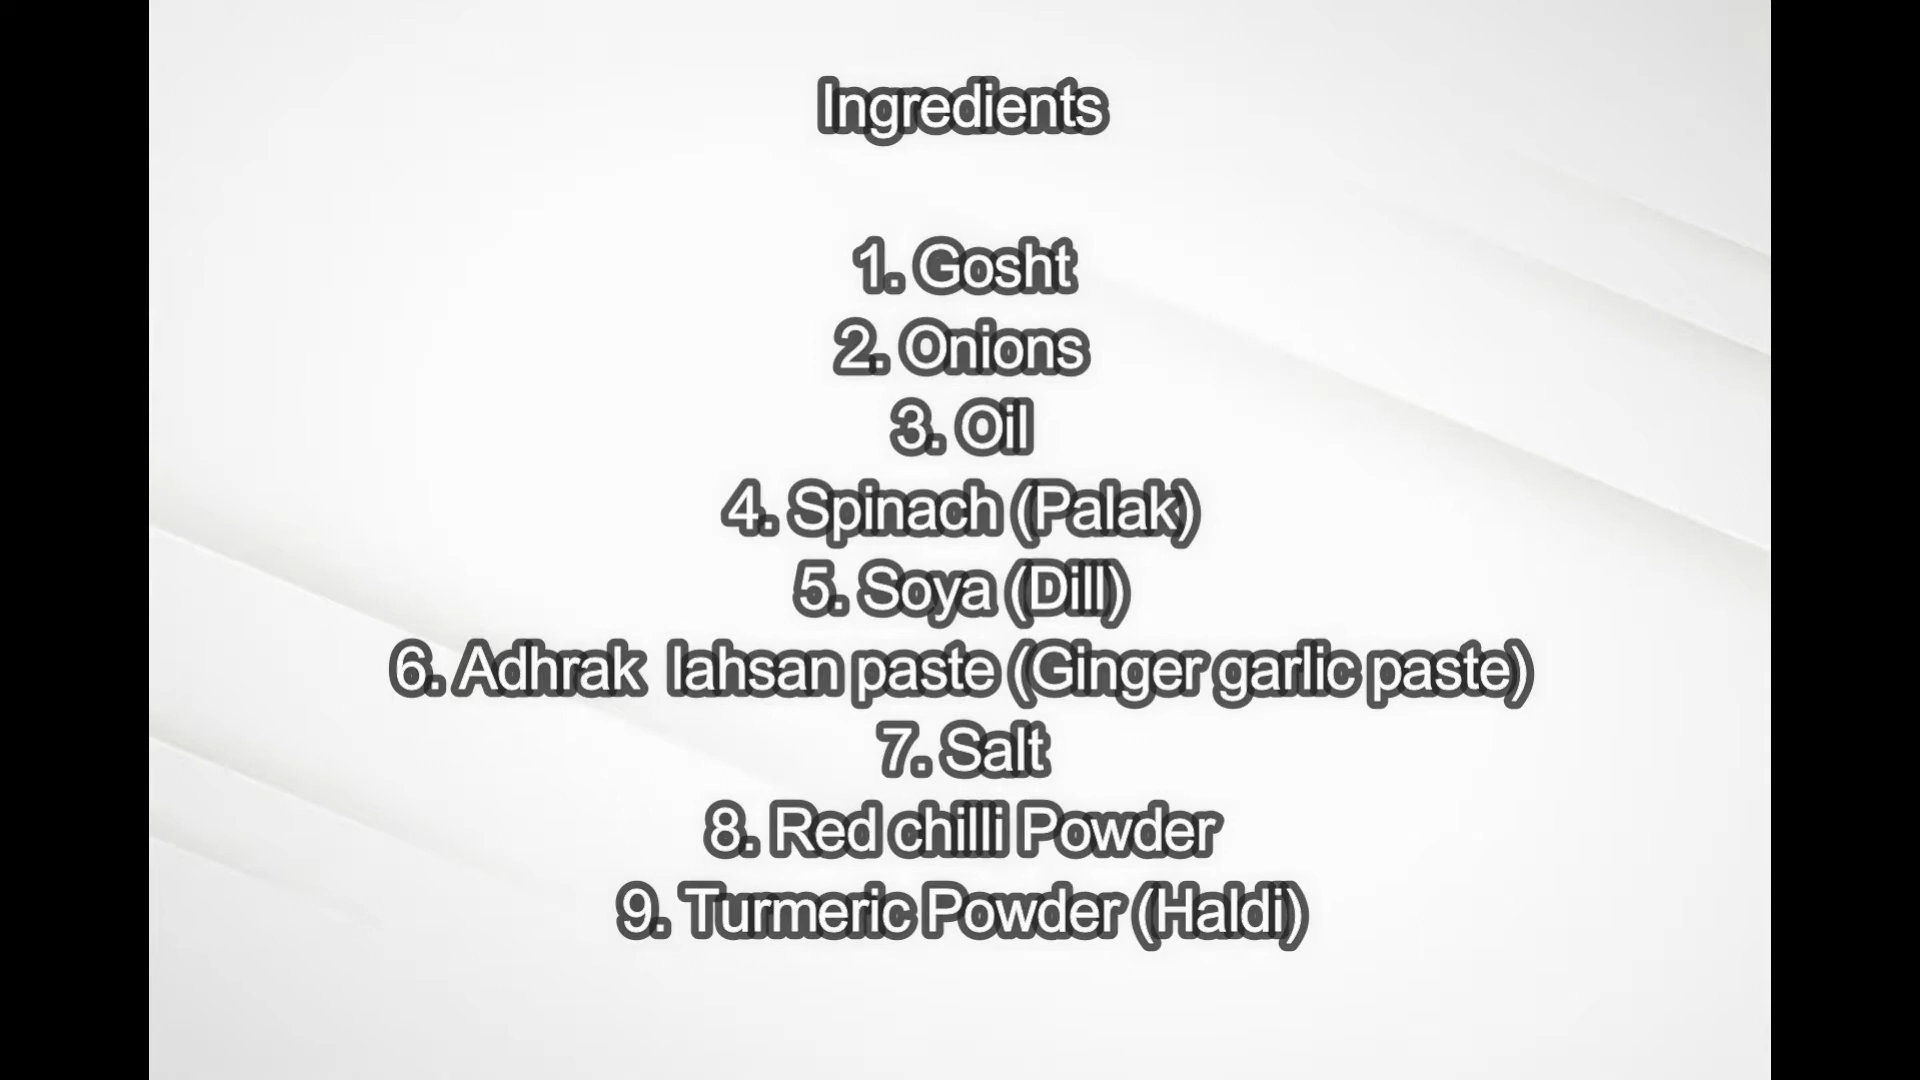 Ingredients
1. Gosht
2. Onions
3. Oil
4. Spinach (Palak)
5. Soya (Dill)
6. Adhrak  lahsan paste (Ginger garlic paste)
7. Salt
8. Red chilli Powder
9. Turmeric Powder (Haldi)